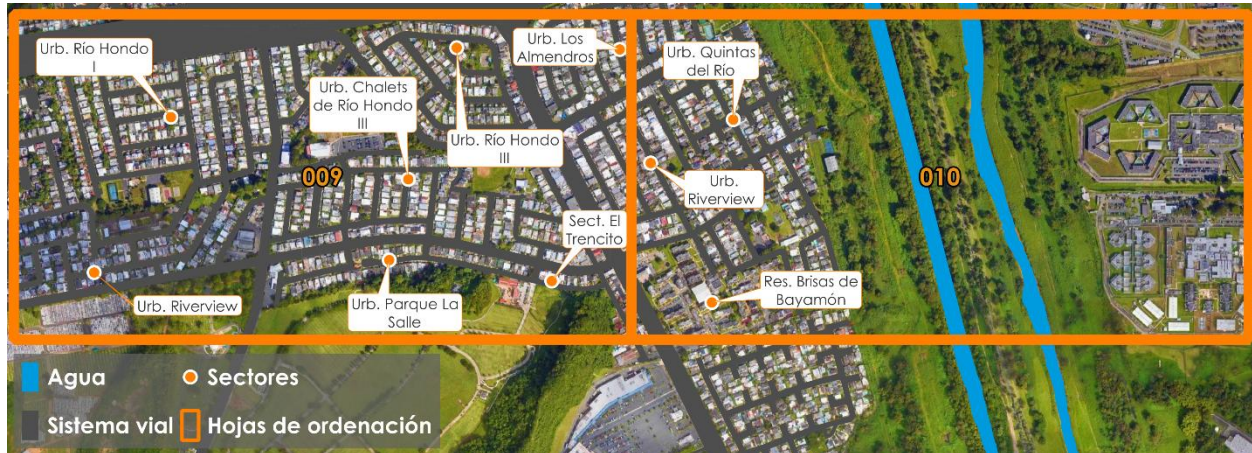 Urb. Río Hondo
I
Urb. Chalets
de Río Hondo
III
Urb. Río Hondo
III
Urb. Los
Almendros
Urb. Quintas
del Río
009
010
Urb.
Riverview
Sect. El
Trencito
Urb. Riverview
Urb. Parque La
Salle
Res. Brisas de
Bayamón
Agua
Sectores
Sistema vial
Hojas de ordenación